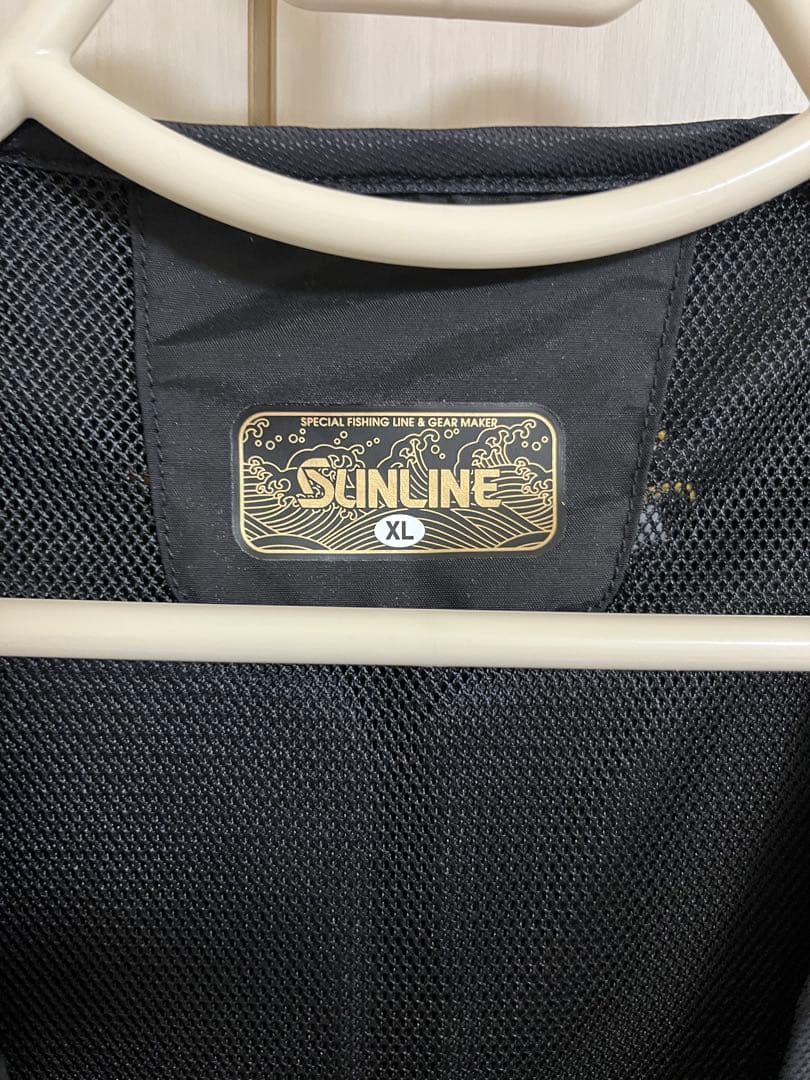 SPECIAL FISHING LINE & GEAR MAKER
SUNLINE
XL